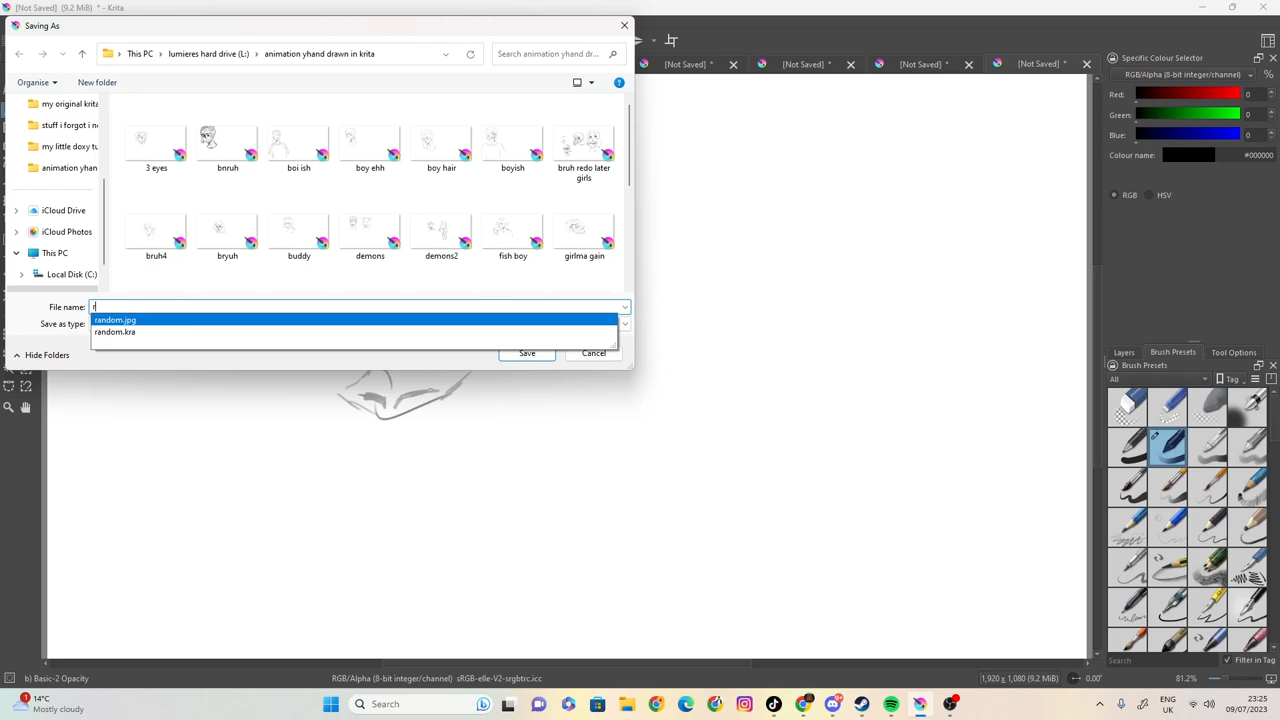 [Not Saved] (9.2 MiB) * - Krita
Saving As
This PC > lumieres hard drive (L:) > animation yhand drawn in krita
Search animation yhand dr...
Organise
New folder
my original krita
stuff i forgot i n
my little doxy tu
animation yhan
iCloud Drive
iCloud Photos
This PC
Local Disk (C:)
3 eyes
bnruh
boi ish
boy ehh
boy hair
boyish
bruh redo later
girls
bruh4
bryuh
buddy
demons
demons2
fish boy
girlma gain
File name: r
random.jpg
random.kra
Save as type:
Hide Folders
Save
Cancel
[Not Saved] *
[Not Saved] *
[Not Saved] *
[Not Saved] *
Specific Colour Selector
RGB/Alpha (8-bit integer/channel)
%
Red: 0
Green: 0
Blue: 0
Colour name: #000000
RGB
HSV
Layers
Brush Presets
Tool Options
Brush Presets
All
Tag
Search
Filter in Tag
b) Basic-2 Opacity
RGB/Alpha (8-bit integer/channel) sRGB-elle-V2-srgbtrc.icc
1,920 x 1,080 (9.2 MiB)
0.00°
81.2%
1
14°C
Mostly cloudy
Search
ENG
UK
23:25
09/07/2023